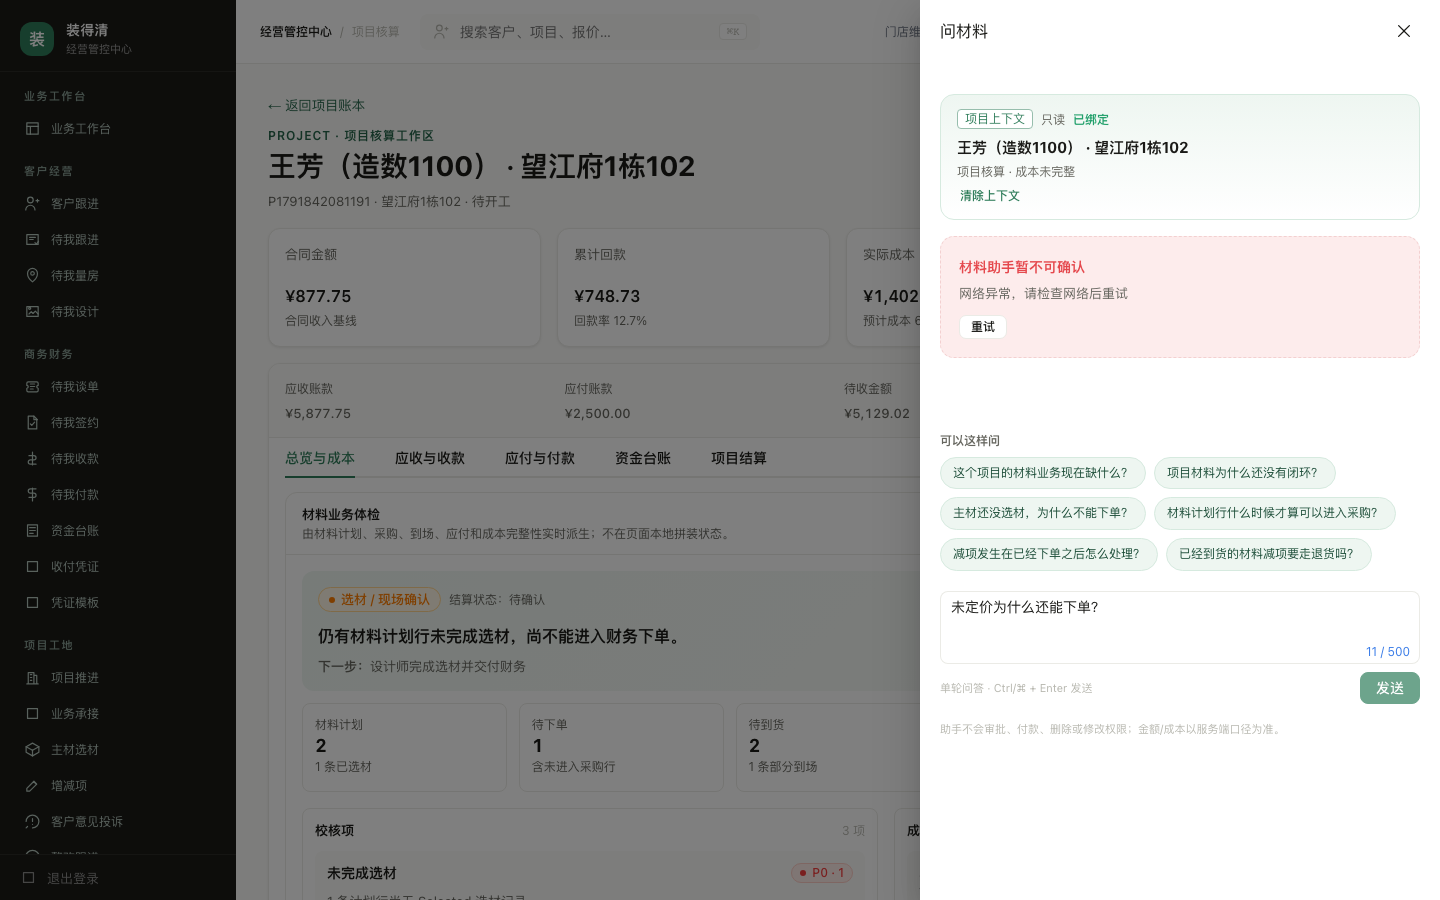 装
装得清
经营管控中心
业务工作台
业务工作台
客户经营
客户跟进
待我跟进
待我量房
待我设计
商务财务
待我谈单
待我签约
待我收款
待我付款
资金台账
收付凭证
凭证模板
项目工地
项目推进
业务承接
主材选材
增减项
客户意见投诉
退出登录
经营管控中心 / 项目核算
搜索客户、项目、报价...
⌘K
门店维
← 返回项目账本
PROJECT · 项目核算工作区
王芳（造数1100） · 望江府1栋102
P1791842081191 · 望江府1栋102 · 待开工
合同金额
¥877.75
合同收入基线
累计回款
¥748.73
回款率 12.7%
实际成本
¥1,402
预计成本 6
应收账款
¥5,877.75
应付账款
¥2,500.00
待收金额
¥5,129.02
总览与成本
应收与收款
应付与付款
资金台账
项目结算
材料业务体检
由材料计划、采购、到场、应付和成本完整性实时派生；不在页面本地拼装状态。
选材 / 现场确认
结算状态：待确认
仍有材料计划行未完成选材，尚不能进入财务下单。
下一步：设计师完成选材并交付财务
材料计划
2
1 条已选材
待下单
1
含未进入采购行
待到货
2
1 条部分到场
校核项
3 项
成
未完成选材
P0 · 1
问材料
项目上下文 只读 已绑定
王芳（造数1100） · 望江府1栋102
项目核算 · 成本未完整
清除上下文
材料助手暂不可确认
网络异常，请检查网络后重试
重试
可以这样问
这个项目的材料业务现在缺什么？
项目材料为什么还没有闭环？
主材还没选材，为什么不能下单？
材料计划行什么时候才算可以进入采购？
减项发生在已经下单之后怎么处理？
已经到货的材料减项要走退货吗？
未定价为什么还能下单?
11 / 500
单轮问答 · Ctrl/⌘ + Enter 发送
发送
助手不会审批、付款、删除或修改权限；金额/成本以服务端口径为准。